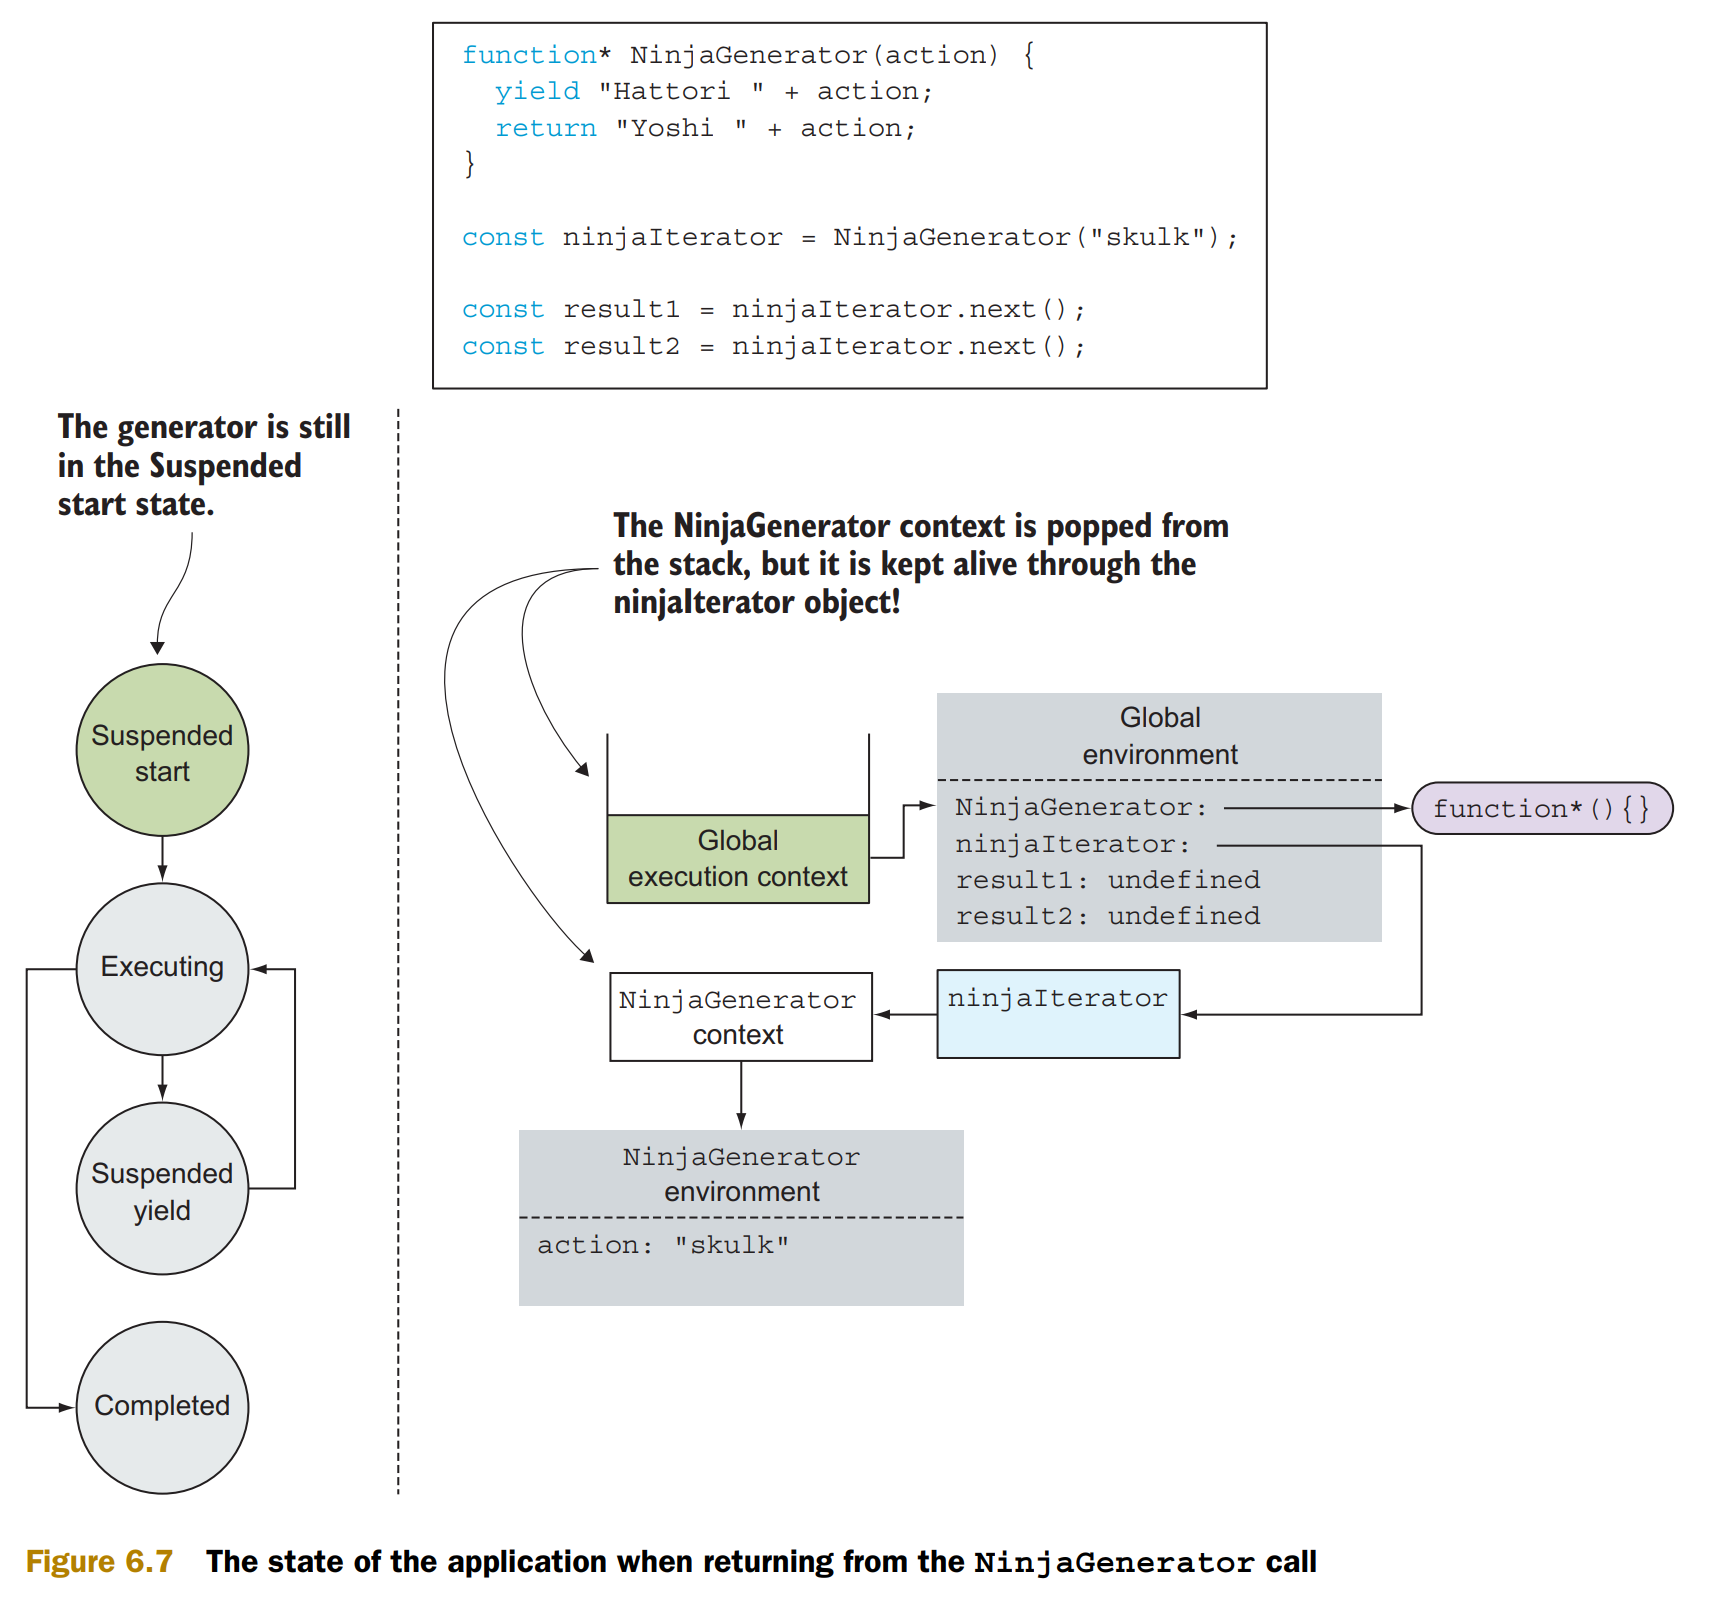 function* NinjaGenerator(action) {
  yield "Hattori " + action;
  return "Yoshi " + action;
}
const ninjaIterator = NinjaGenerator("skulk");
const result1 = ninjaIterator.next();
const result2 = ninjaIterator.next();
The generator is still
in the Suspended
start state.
Suspended
start
Executing
Suspended
yield
Completed
The NinjaGenerator context is popped from
the stack, but it is kept alive through the
ninjaIterator object!
Global
execution context
Global
environment
NinjaGenerator:
ninjaIterator:
result1: undefined
result2: undefined
function*(){}
NinjaGenerator
context
ninjaIterator
NinjaGenerator
environment
action: "skulk"
Figure 6.7 The state of the application when returning from the NinjaGenerator call